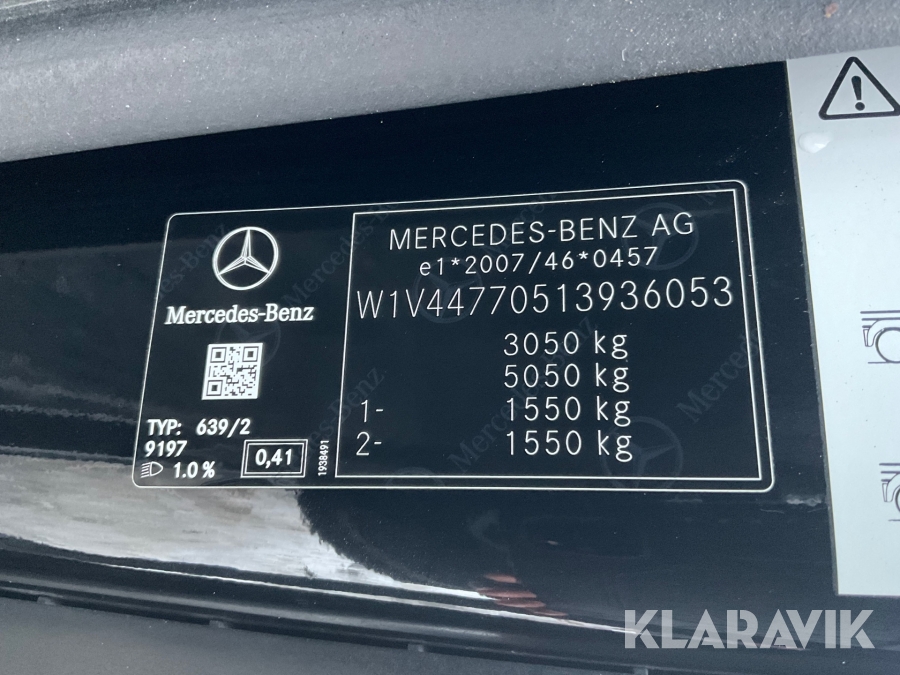 MERCEDES-BENZ AG
e1*2007/46*0457
W1V44770513936053
3050 kg
5050 kg
1- 1550 kg
2- 1550 kg
Mercedes-Benz
TYP: 639/2
9197
1.0 %
0,41
1938491
KLARAVIK